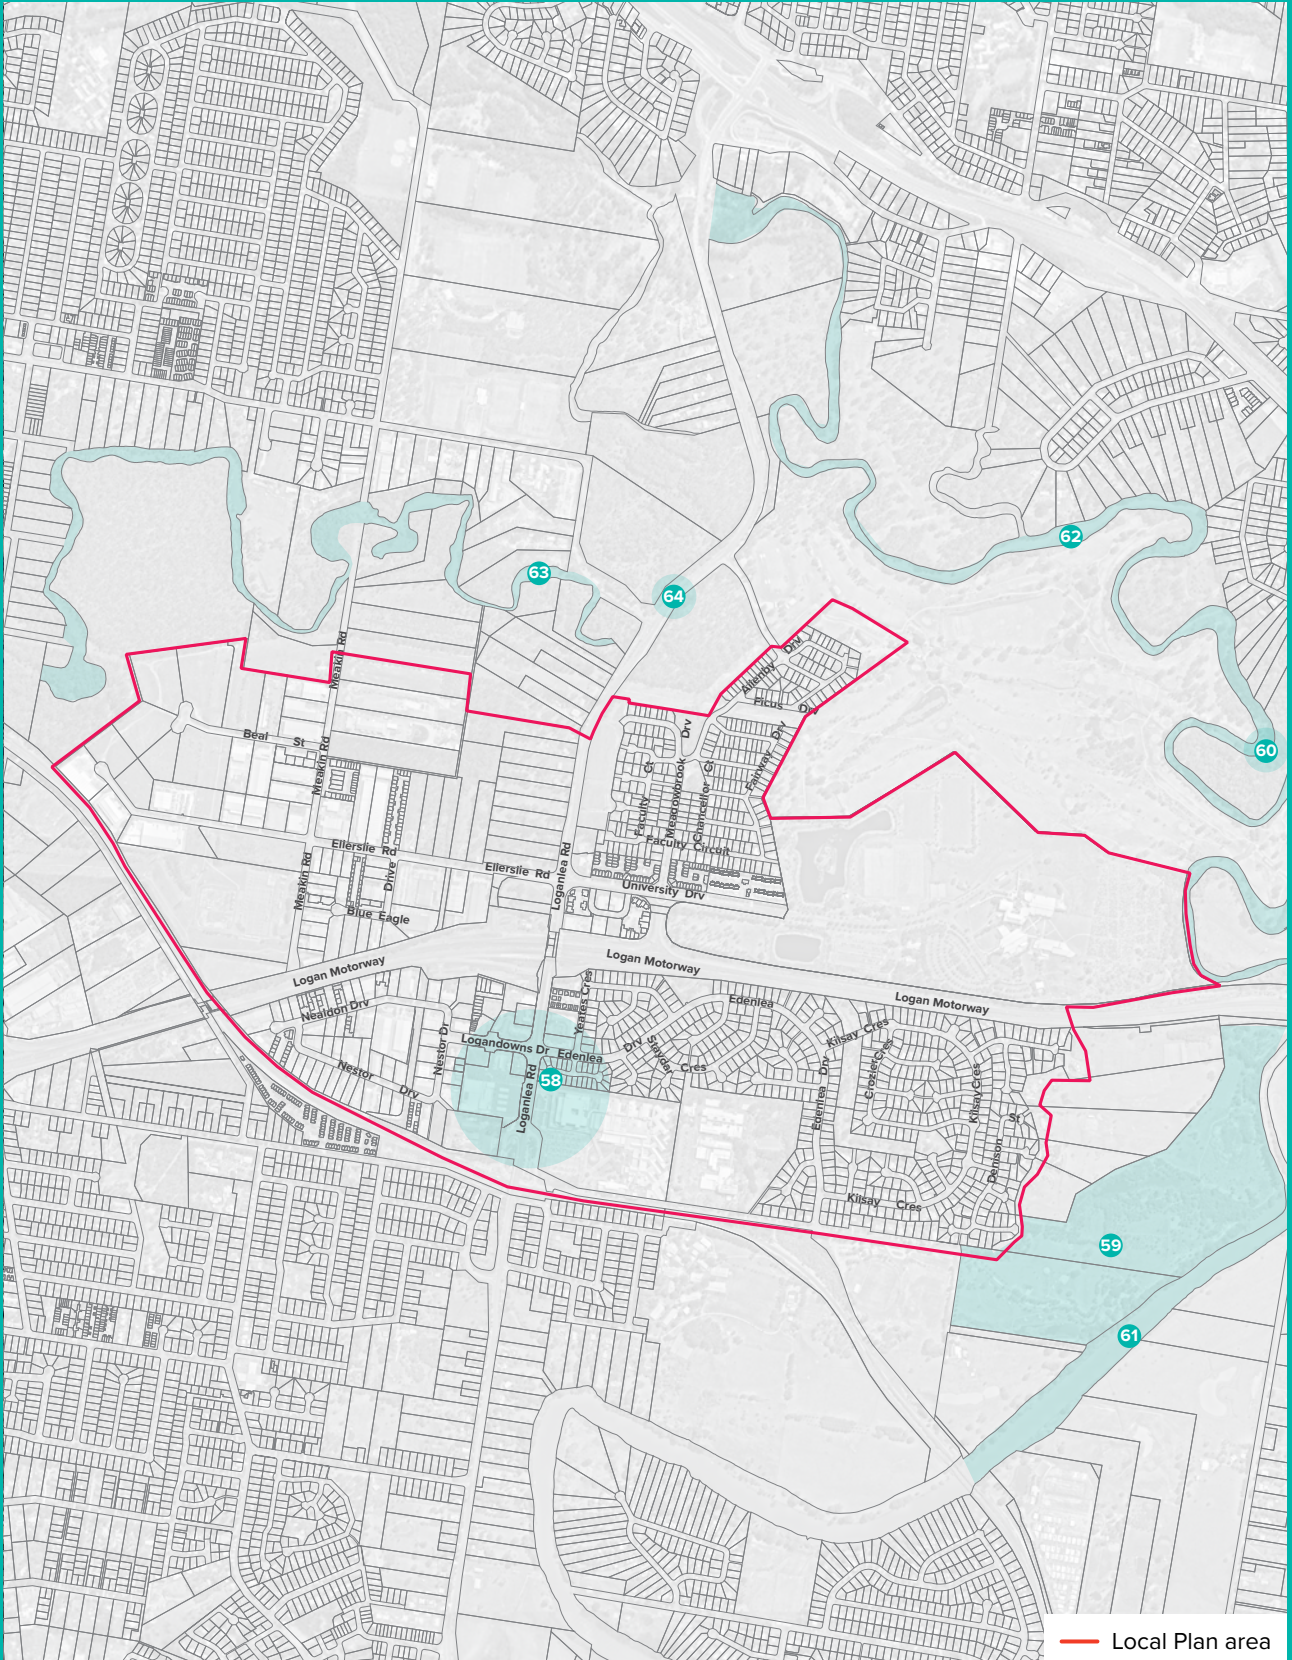 62
63
64
Meakin Rd
Allenby Drv
Ficus Drv
Beal St
Drv
Fairway Drv
Meakin Rd
Ct
Meadowbrook
Ct
60
Faculty
Chancellor
Faculty Circuit
Ellerslie Rd
Ellerslie Rd
Loganlea Rd
Meakin Rd
Drive
University Drv
Blue Eagle
Logan Motorway
Logan Motorway
Logan Motorway
Nealdon Drv
Yeates Cres
Edenlea
Nestor Dr
Logandowns Dr
Edenlea
Drv
Staydar
Cres
Kilsay Cres
Crozier Cres
Nestor Drv
58
Loganlea Rd
Edenlea Drv
Kilsay Cres
St
Denison
Kilsay Cres
59
61
Local Plan area